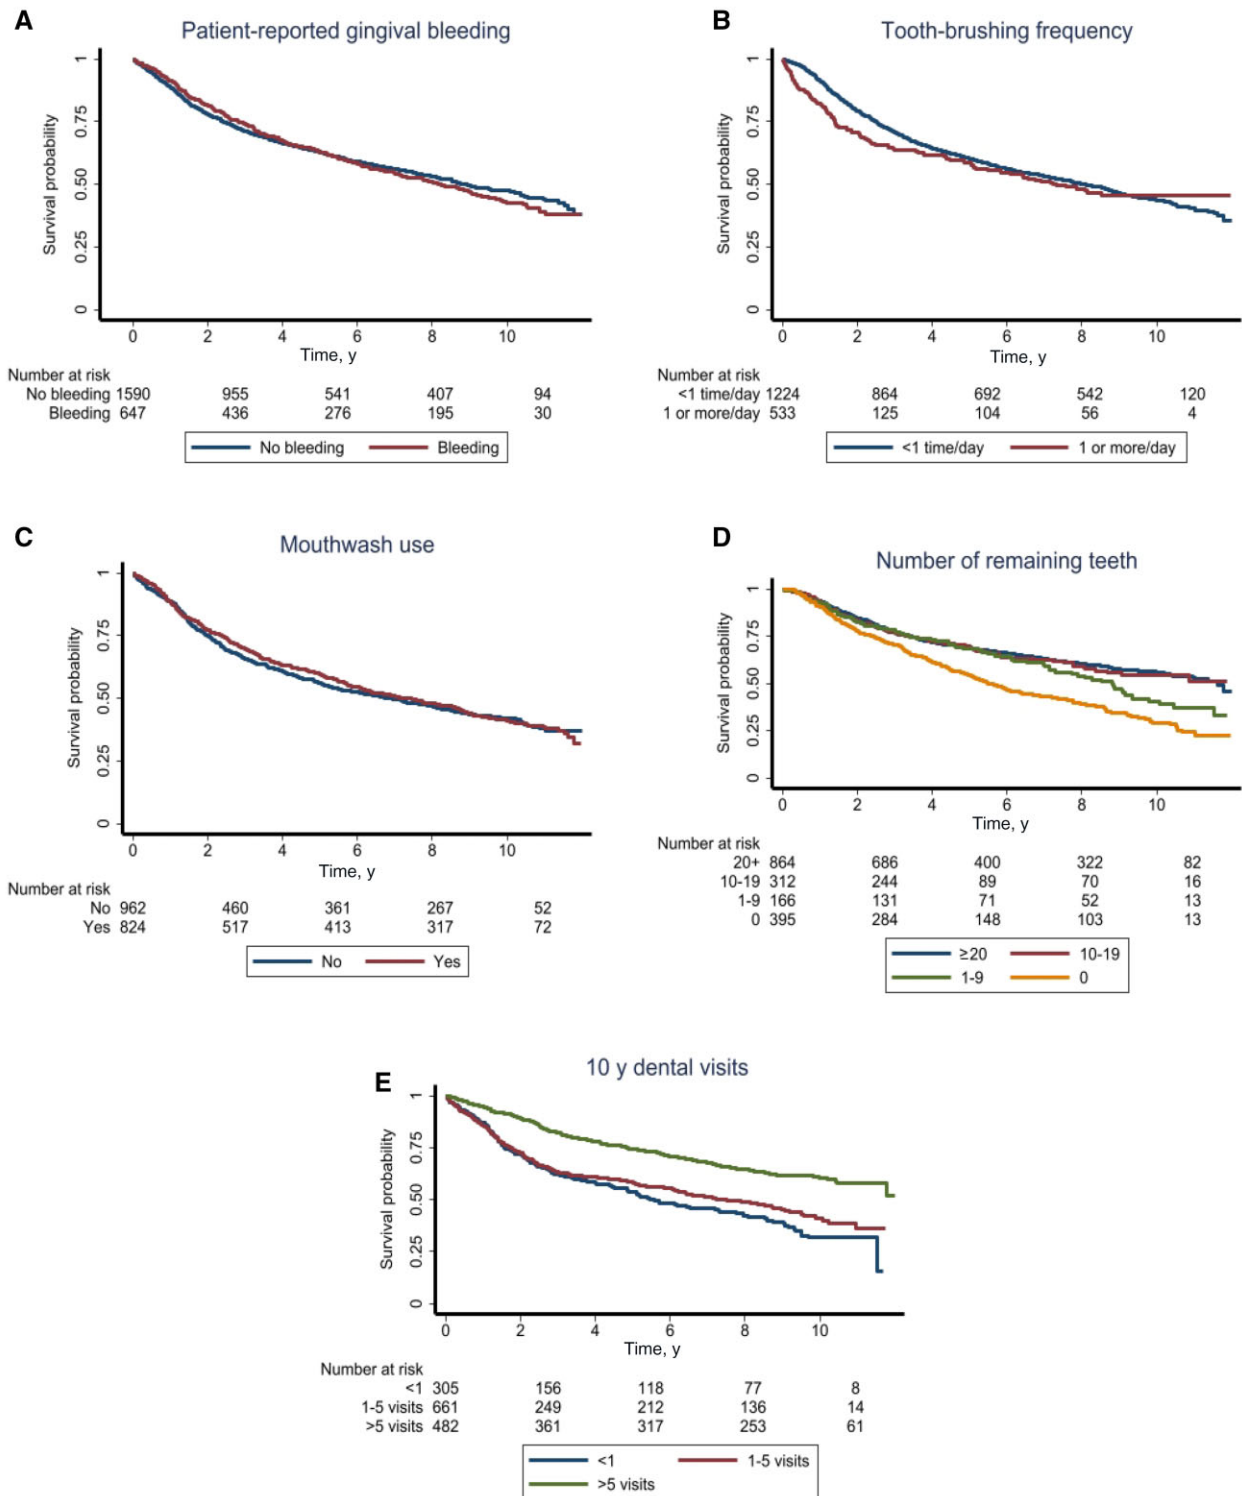 A
Patient-reported gingival bleeding
Survival probability
1
0.75
0.50
0.25
0
0 2 4 6 8 10
Time, y
Number at risk
No bleeding 1590 955 541 407 94
Bleeding 647 436 276 195 30
No bleeding Bleeding
B
Tooth-brushing frequency
Survival probability
1
0.75
0.50
0.25
0
0 2 4 6 8 10
Time, y
Number at risk
<1 time/day 1224 864 692 542 120
1 or more/day 533 125 104 56 4
<1 time/day 1 or more/day
C
Mouthwash use
Survival probability
1
0.75
0.50
0.25
0
0 2 4 6 8 10
Time, y
Number at risk
No 962 460 361 267 52
Yes 824 517 413 317 72
No Yes
D
Number of remaining teeth
Survival probability
1
0.75
0.50
0.25
0
0 2 4 6 8 10
Time, y
Number at risk
20+ 864 686 400 322 82
10-19 312 244 89 70 16
1-9 166 131 71 52 13
0 395 284 148 103 13
≥20 10-19
1-9 0
E
10 y dental visits
Survival probability
1
0.75
0.50
0.25
0
0 2 4 6 8 10
Time, y
Number at risk
<1 305 156 118 77 8
1-5 visits 661 249 212 136 14
>5 visits 482 361 317 253 61
<1 1-5 visits
>5 visits